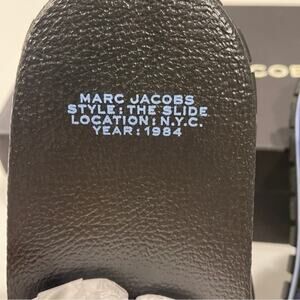 MARC JACOBS
STYLE: THE SLIDE
LOCATION: N.Y.C.
YEAR: 1984